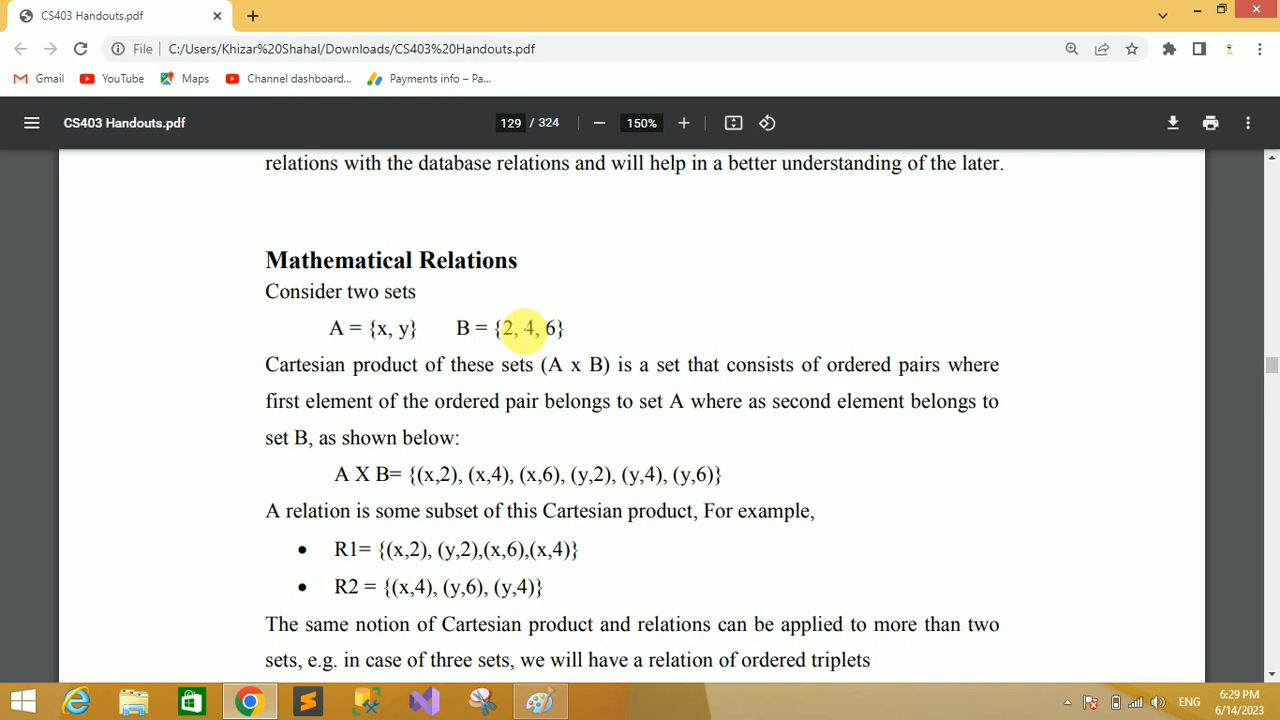 CS403 Handouts.pdf
File C:/Users/Khizar%20Shahal/Downloads/CS403%20Handouts.pdf
Gmail YouTube Maps Channel dashboard... Payments info – Pa...
CS403 Handouts.pdf 129 / 324 150%
relations with the database relations and will help in a better understanding of the later.
Mathematical Relations
Consider two sets
A = {x, y} B = {2, 4, 6}
Cartesian product of these sets (A x B) is a set that consists of ordered pairs where
first element of the ordered pair belongs to set A where as second element belongs to
set B, as shown below:
A X B= {(x,2), (x,4), (x,6), (y,2), (y,4), (y,6)}
A relation is some subset of this Cartesian product, For example,
• R1= {(x,2), (y,2),(x,6),(x,4)}
• R2 = {(x,4), (y,6), (y,4)}
The same notion of Cartesian product and relations can be applied to more than two
sets, e.g. in case of three sets, we will have a relation of ordered triplets
ENG
6:29 PM
6/14/2023